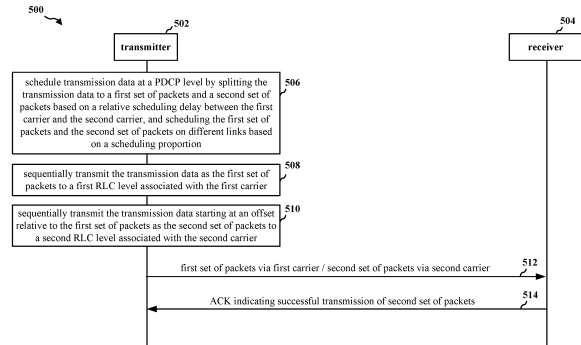 500
502
504
transmitter
receiver
schedule transmission data at a PDCP level by splitting the
transmission data to a first set of packets and a second set of
packets based on a relative scheduling delay between the first
carrier and the second carrier, and scheduling the first set of
packets and the second set of packets on different links based
on a scheduling proportion
506
sequentially transmit the transmission data as the first set of
packets to a first RLC level associated with the first carrier
508
sequentially transmit the transmission data starting at an offset
relative to the first set of packets as the second set of packets to
a second RLC level associated with the second carrier
510
first set of packets via first carrier / second set of packets via second carrier
512
ACK indicating successful transmission of second set of packets
514